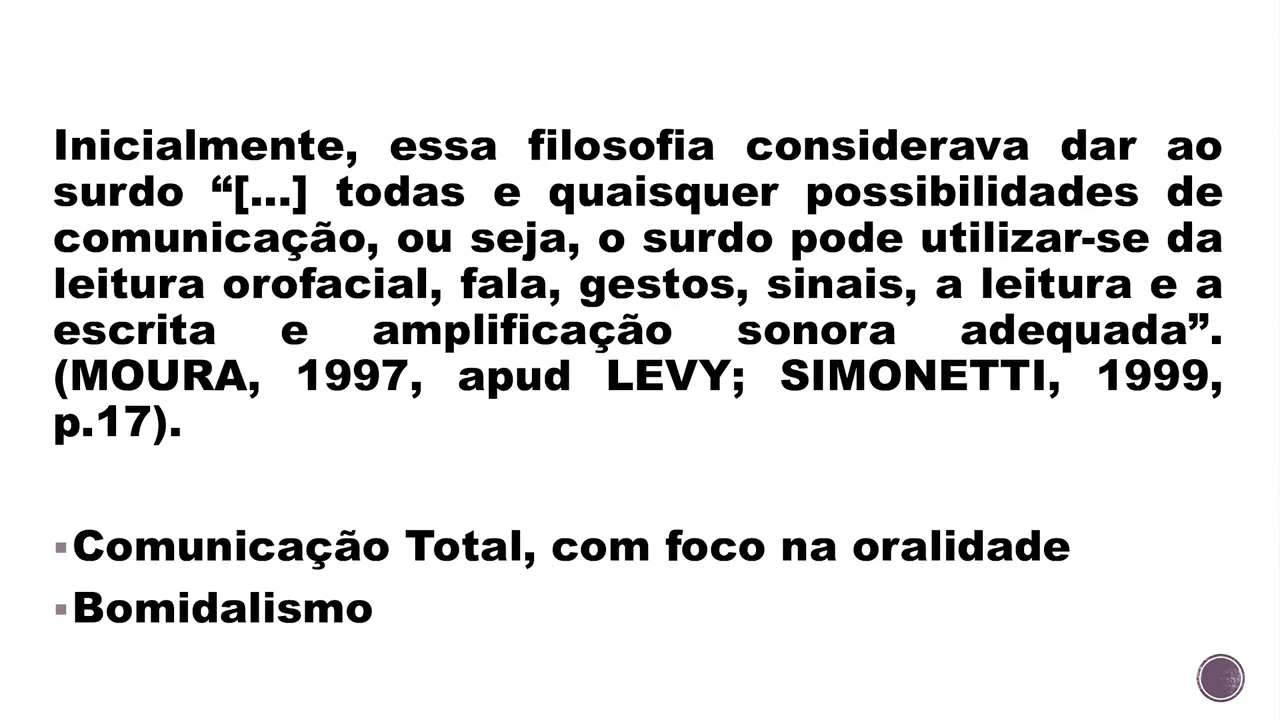 Inicialmente, essa filosofia considerava dar ao
surdo “[...] todas e quaisquer possibilidades de
comunicação, ou seja, o surdo pode utilizar-se da
leitura orofacial, fala, gestos, sinais, a leitura e a
escrita e amplificação sonora adequada”.
(MOURA, 1997, apud LEVY; SIMONETTI, 1999,
p.17).
▪Comunicação Total, com foco na oralidade
▪Bomidalismo